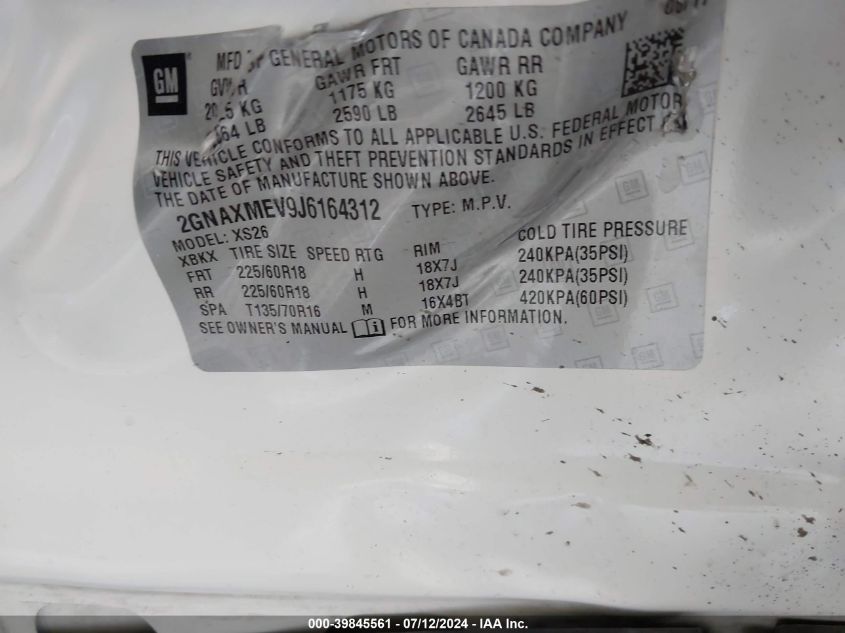 GM
MFD GENERAL MOTORS OF CANADA COMPANY
GAWR FRT GAWR RR
KG 1175 KG 1200 KG
LB 2590 LB 2645 LB
THIS VEHICLE CONFORMS TO ALL APPLICABLE U.S. FEDERAL MOTOR
VEHICLE SAFETY AND THEFT PREVENTION STANDARDS IN EFFECT
THE DATE OF MANUFACTURE SHOWN ABOVE.
2GNAXMEV9J6164312 TYPE: M.P.V.
MODEL: XS26
XBKX TIRE SIZE SPEED RTG RIM COLD TIRE PRESSURE
FRT 225/60R18 H 18X7J 240KPA(35PSI)
RR 225/60R18 H 18X7J 240KPA(35PSI)
SPA T135/70R16 M 16X4BT 420KPA(60PSI)
SEE OWNER'S MANUAL i FOR MORE INFORMATION.
000-39845561 - 07/12/2024 - IAA Inc.